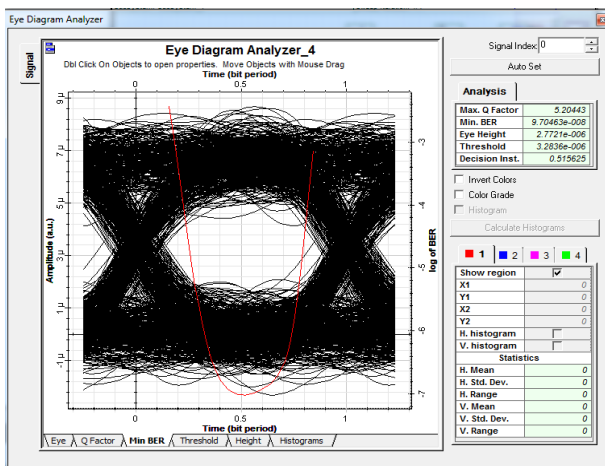 Eye Diagram Analyzer
Signal
Eye Diagram Analyzer_4
Dbl Click On Objects to open properties. Move Objects with Mouse Drag
Time (bit period)
0 0.5 1
9 µ
7 µ
5 µ
3 µ
1 µ
-1 µ
Amplitude (a.u.)
-3
-4
-5
-6
-7
log of BER
0 0.5 1
Time (bit period)
Eye Q Factor Min BER Threshold Height Histograms
Signal Index: 0
Auto Set
Analysis
Max. Q Factor 5.20443
Min. BER 9.70463e-008
Eye Height 2.7721e-006
Threshold 3.2836e-006
Decision Inst. 0.515625
Invert Colors
Color Grade
Histogram
Calculate Histograms
1 2 3 4
Show region
X1 0
Y1 0
X2 0
Y2 0
H. histogram
V. histogram
Statistics
H. Mean 0
H. Std. Dev. 0
H. Range 0
V. Mean 0
V. Std. Dev. 0
V. Range 0